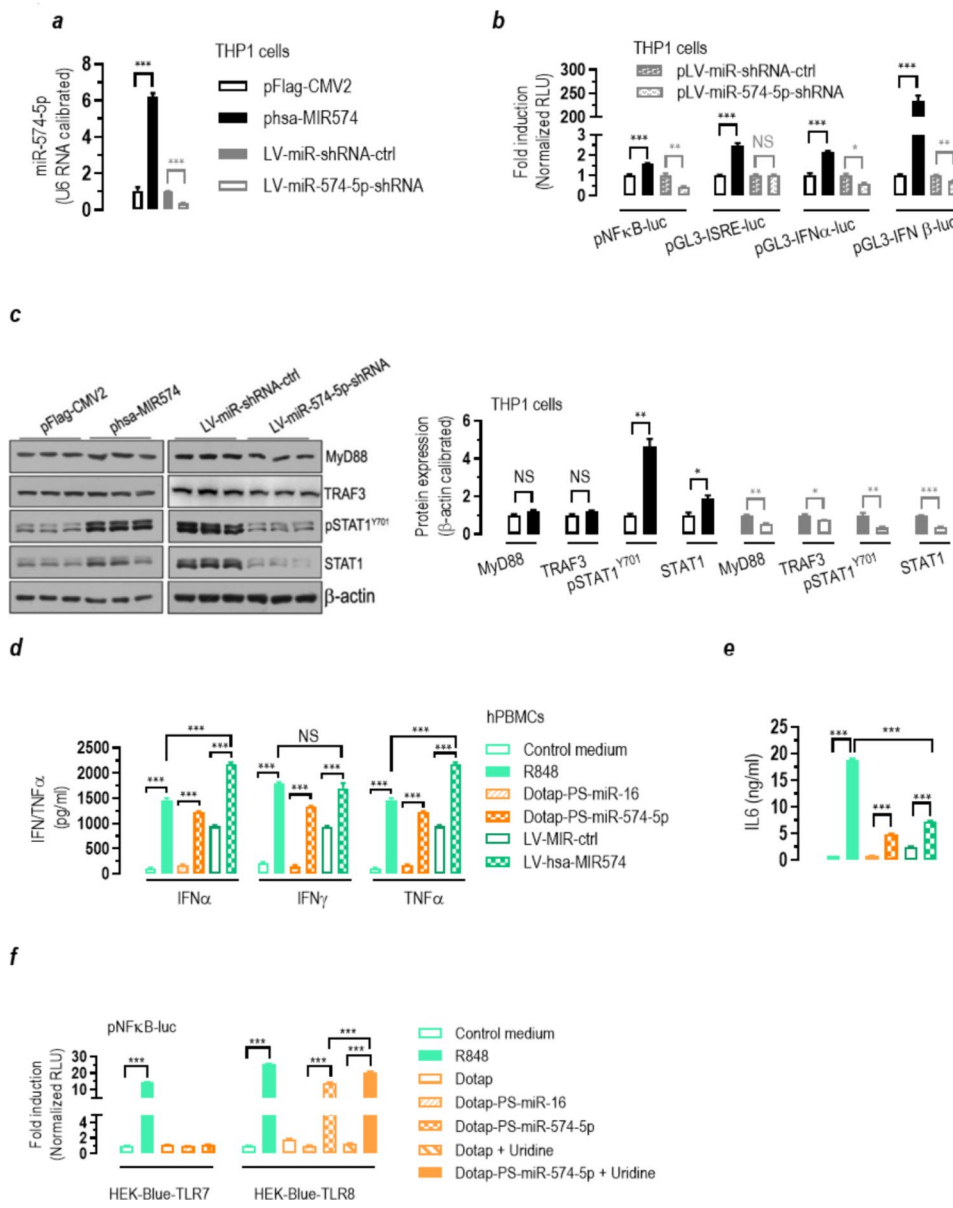 a
miR-574-5p
(U6 RNA calibrated)
8
6
4
2
0
***
***
THP1 cells
pFlag-CMV2
phsa-MIR574
LV-miR-shRNA-ctrl
LV-miR-574-5p-shRNA
b
THP1 cells
pLV-miR-shRNA-ctrl
pLV-miR-574-5p-shRNA
Fold induction
(Normalized RLU)
300
250
200
150
100
4
3
2
1
0
***
**
***
NS
***
*
***
**
pNFκB-luc
pGL3-ISRE-luc
pGL3-IFNα-luc
pGL3-IFN β-luc
c
pFlag-CMV2
phsa-MIR574
LV-miR-shRNA-ctrl
LV-miR-574-5p-shRNA
MyD88
TRAF3
pSTAT1Y701
STAT1
β-actin
THP1 cells
Protein expression
(β-actin calibrated)
6
4
2
0
NS
NS
**
*
**
*
**
***
MyD88
TRAF3
pSTAT1Y701
STAT1
MyD88
TRAF3
pSTAT1Y701
STAT1
d
IFN/TNFα
(pg/ml)
2500
2250
2000
1500
1000
500
0
***
***
***
***
NS
***
***
***
***
***
***
***
IFNα
IFNγ
TNFα
hPBMCs
Control medium
R848
Dotap-PS-miR-16
Dotap-PS-miR-574-5p
LV-MIR-ctrl
LV-hsa-MIR574
e
IL6 (ng/ml)
25
20
15
10
5
0
***
***
***
***
f
pNFκB-luc
Fold induction
(Normalized RLU)
30
20
10
6
4
2
0
***
***
***
***
***
HEK-Blue-TLR7
HEK-Blue-TLR8
Control medium
R848
Dotap
Dotap-PS-miR-16
Dotap-PS-miR-574-5p
Dotap + Uridine
Dotap-PS-miR-574-5p + Uridine